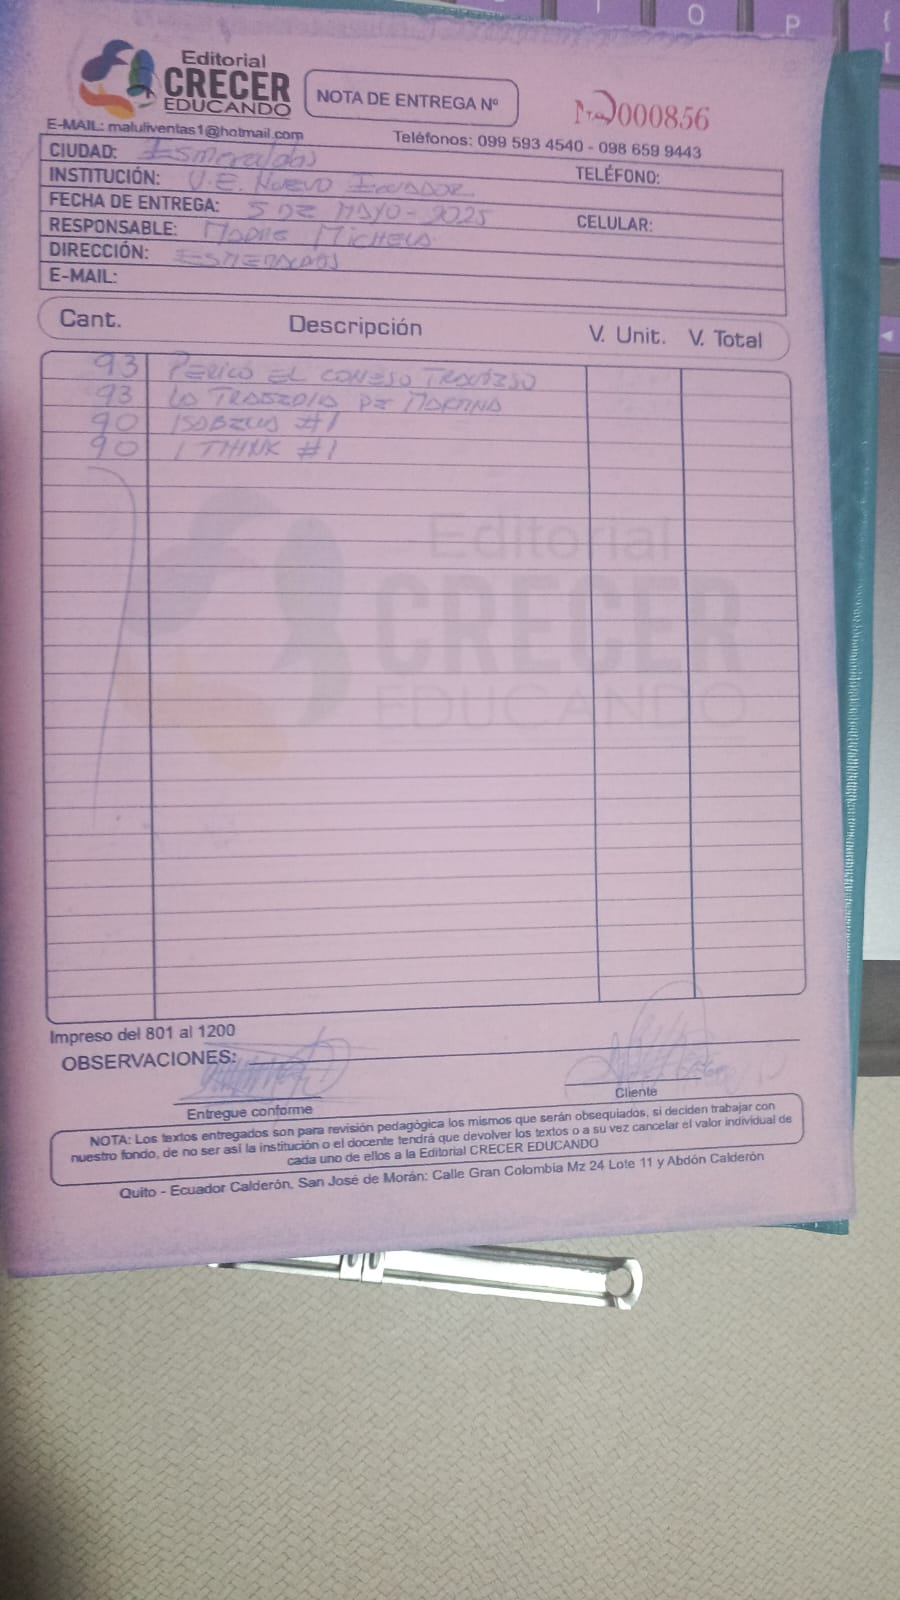 Editorial
CRECER
EDUCANDO
NOTA DE ENTREGA Nº
000856
E-MAIL: maluliventas1@hotmail.com
Teléfonos: 099 593 4540 - 098 659 9443
CIUDAD: Esmeraldas
TELÉFONO:
INSTITUCIÓN: U.E. NUEVO ECUADOR
FECHA DE ENTREGA: 5 DE MAYO - 2025
CELULAR:
RESPONSABLE: MADRE MICHELA
DIRECCIÓN: ESMERALDAS
E-MAIL:
Cant. Descripción V. Unit. V. Total
93 PERICO EL CONEJO TRAVIESO
93 LA TRAGEDIA DE MARTINA
90 #1
90 I THINK #1
Editorial
CRECER
EDUCANDO
Impreso del 801 al 1200
OBSERVACIONES:
Entregue conforme
Cliente
NOTA: Los textos entregados son para revisión pedagógica los mismos que serán obsequiados, si deciden trabajar con
nuestro fondo, de no ser así la institución o el docente tendrá que devolver los textos o a su vez cancelar el valor individual de
cada uno de ellos a la Editorial CRECER EDUCANDO
Quito - Ecuador Calderón, San José de Morán: Calle Gran Colombia Mz 24 Lote 11 y Abdón Calderón
O
P